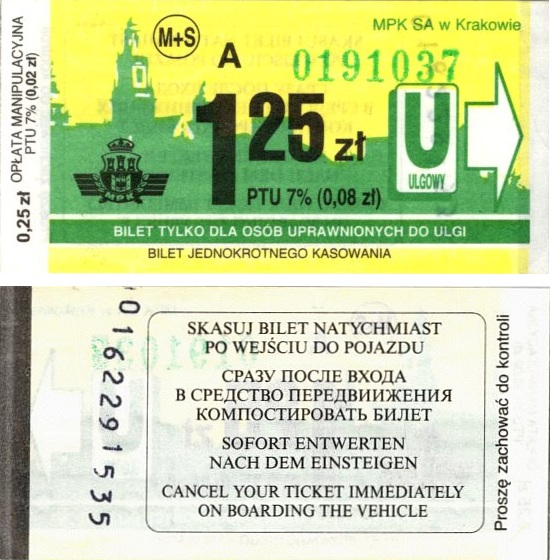 OPŁATA MANIPULACYJNA
PTU 7% (0,02 zł)
0,25 zł
M+S
MPK SA w Krakowie
A
0191037
1 25 zł
U
ULGOWY
PTU 7% (0,08 zł)
BILET TYLKO DLA OSÓB UPRAWNIONYCH DO ULGI
BILET JEDNOKROTNEGO KASOWANIA
SKASUJ BILET NATYCHMIAST
PO WEJŚCIU DO POJAZDU
СРАЗУ ПОСЛЕ ВХОДА
В СРЕДСТВО ПЕРЕДВИИЖЕНИЯ
КОМПОСТИРОВАТЬ БИЛЕТ
SOFORT ENTWERTEN
NACH DEM EINSTEIGEN
CANCEL YOUR TICKET IMMEDIATELY
ON BOARDING THE VEHICLE
Proszę zachować do kontroli